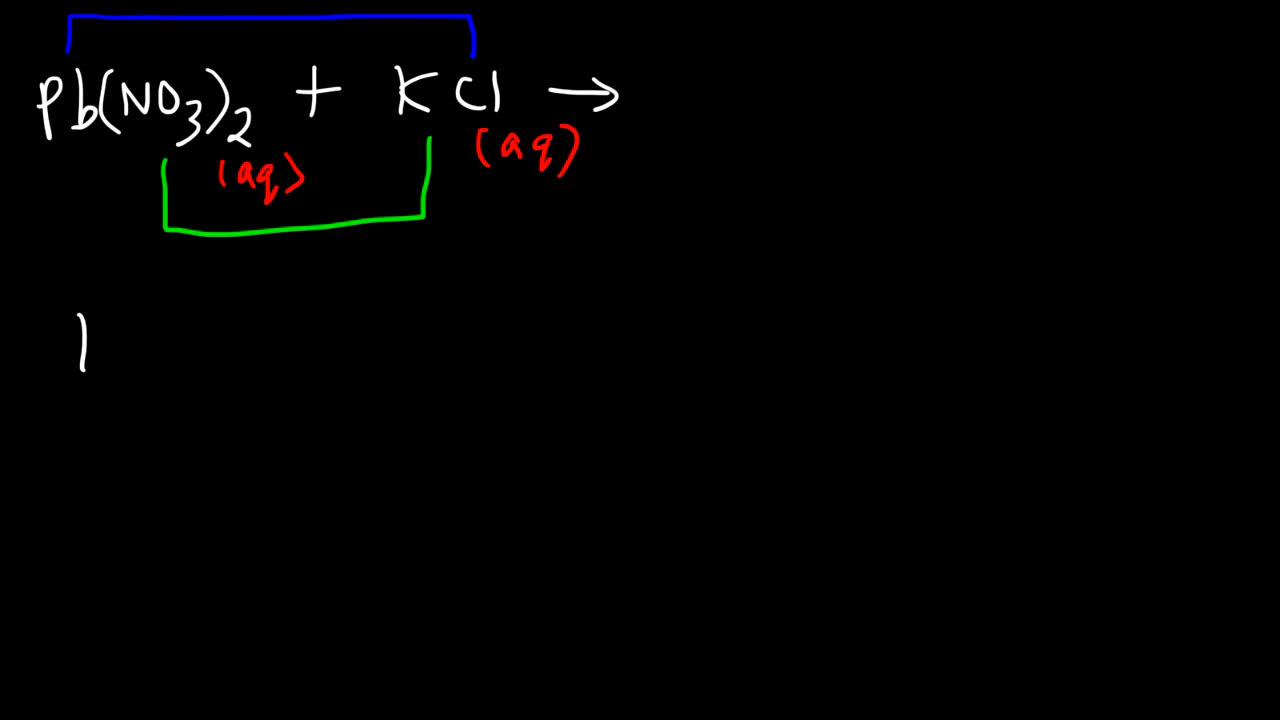 Pb(NO₃)₂ + KCl →
(aq) (aq)